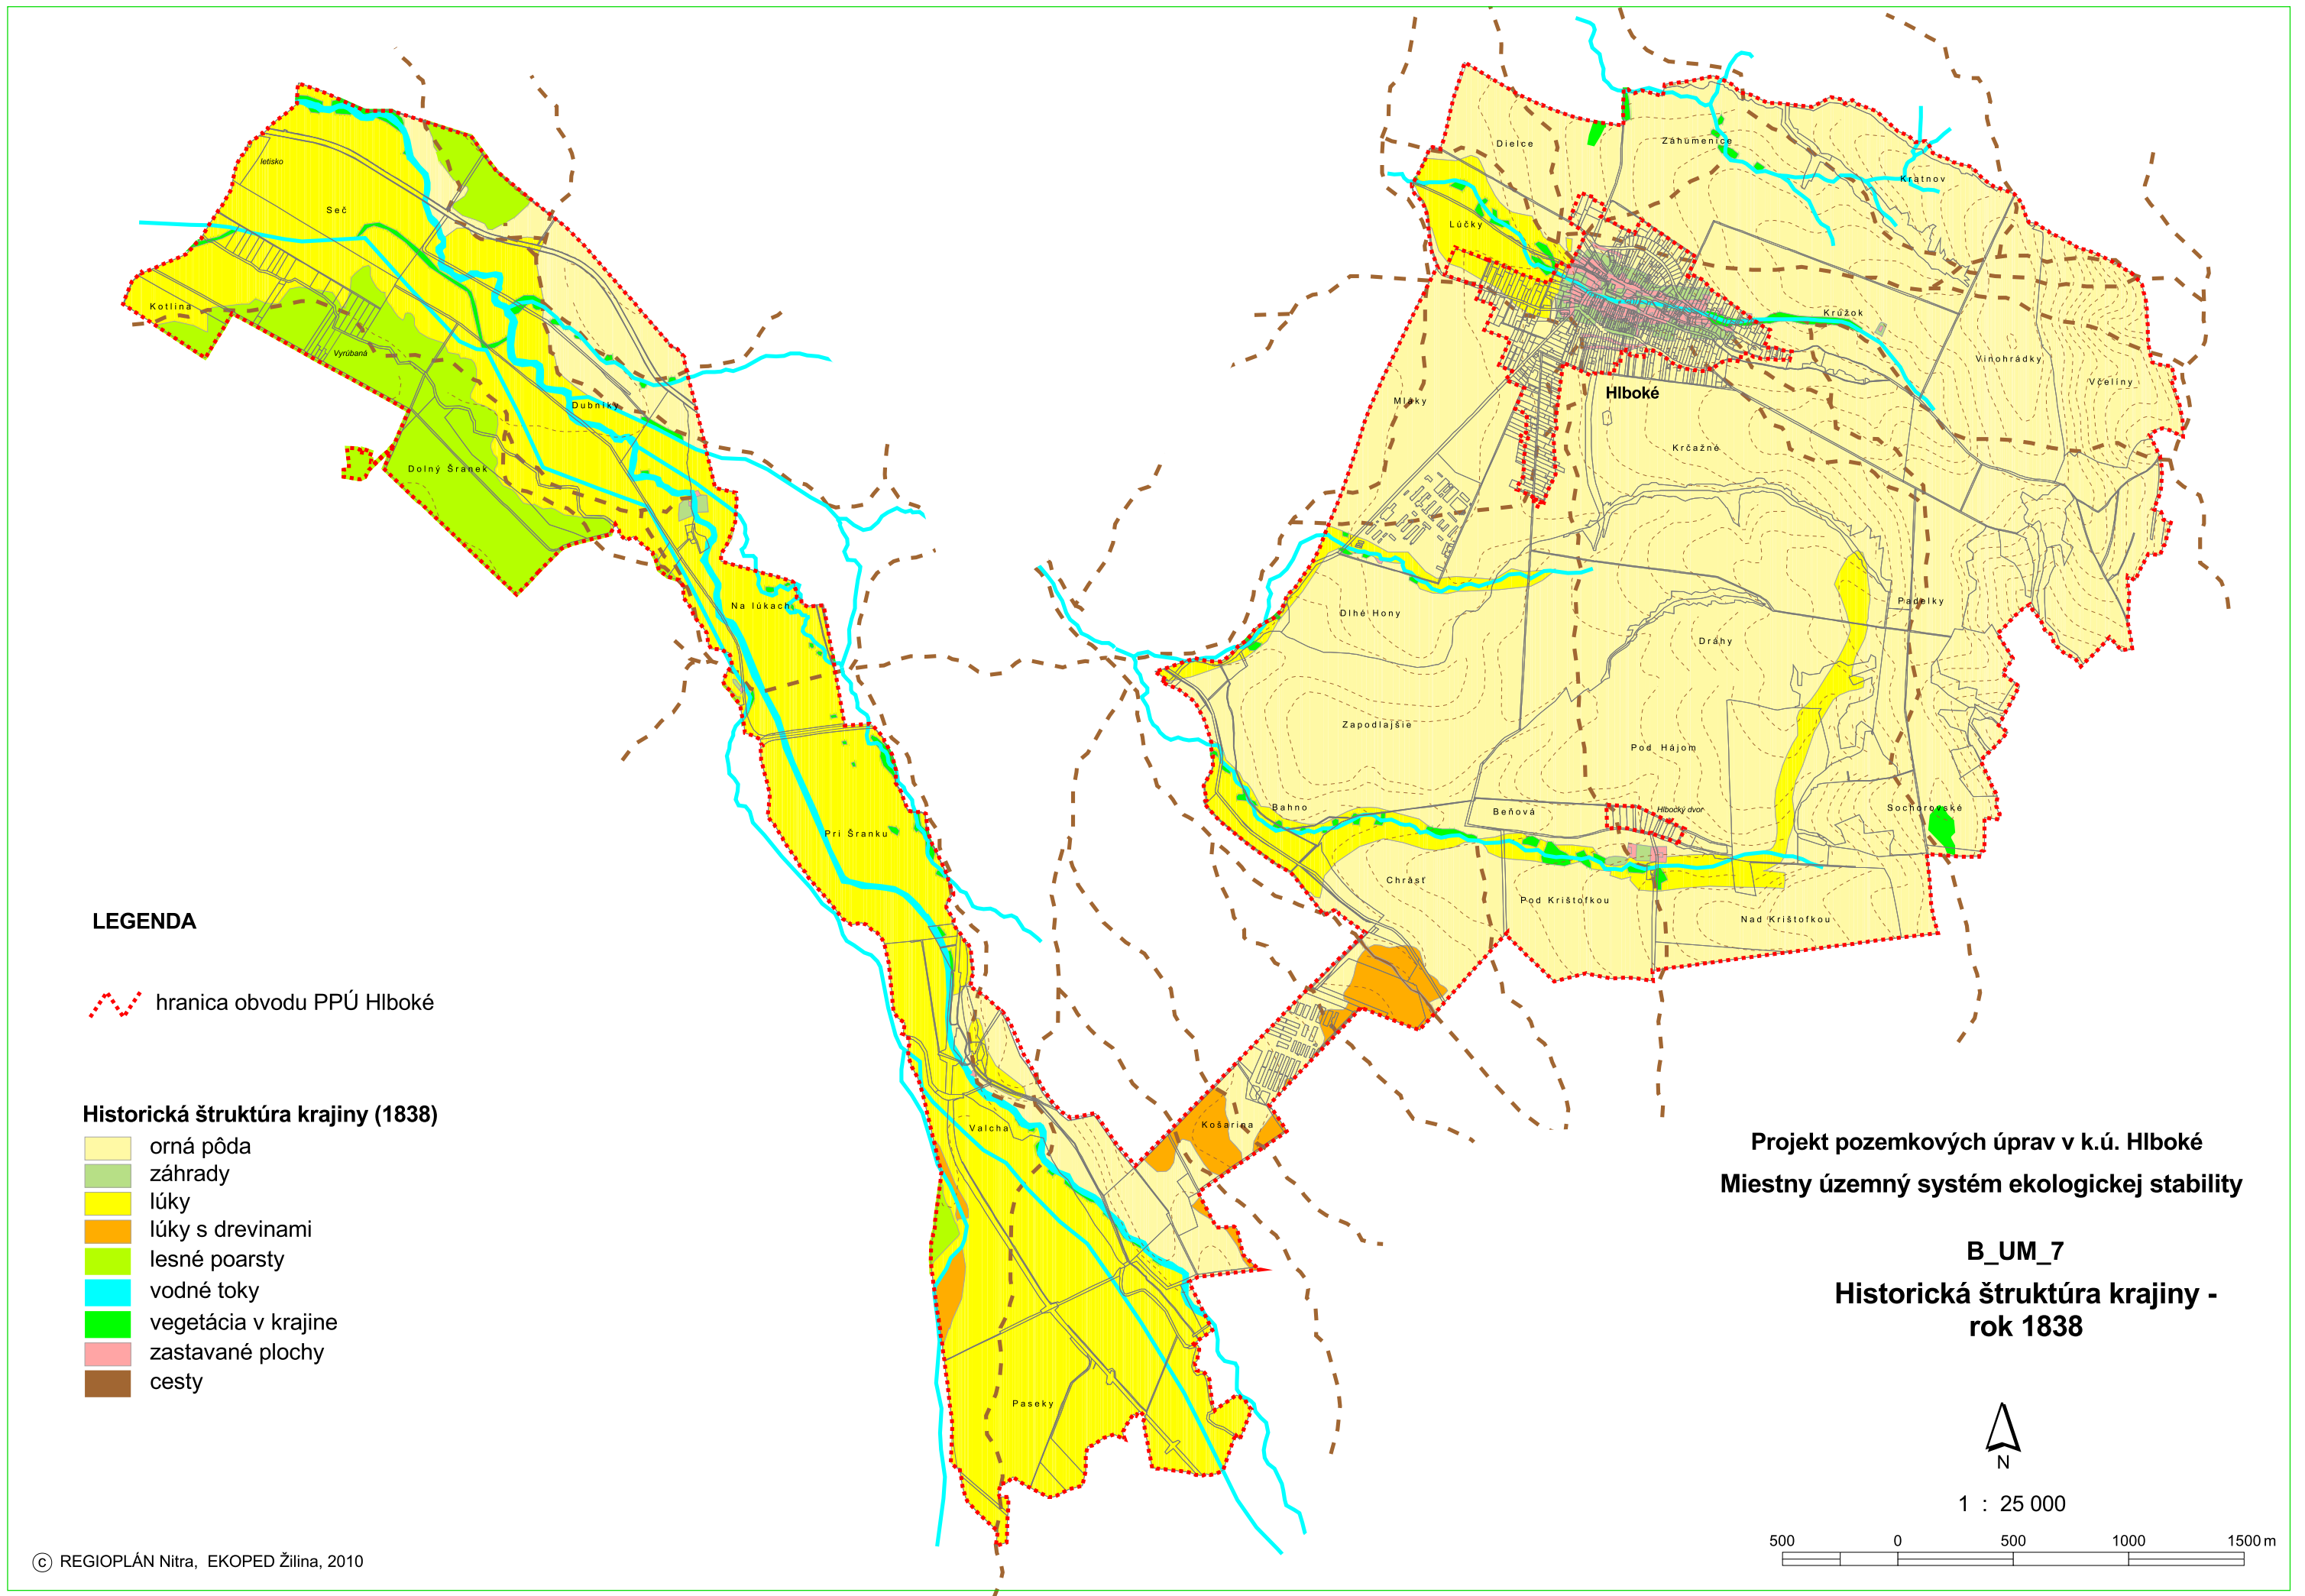 letisko
Seč
Kotlina
Vyrúbaná
Dubníky
Dolný Šranek
Na lúkach
Pri Šranku
Valcha
Paseky
Košarina
Dielce
Záhumenice
Kratnov
Lúčky
Krúžok
Vinohrádky
Včelíny
Hlboké
Mláky
Krčažné
Dlhé Hony
Padelky
Dráhy
Zapodlajšie
Pod Hájom
Bahno
Beňová
Hlbocký dvor
Sochorovské
Chrásť
Pod Krištofkou
Nad Krištofkou
LEGENDA
hranica obvodu PPÚ Hlboké
Historická štruktúra krajiny (1838)
orná pôda
záhrady
lúky
lúky s drevinami
lesné poarsty
vodné toky
vegetácia v krajine
zastavané plochy
cesty
Projekt pozemkových úprav v k.ú. Hlboké
Miestny územný systém ekologickej stability
B_UM_7
Historická štruktúra krajiny -
rok 1838
N
1 : 25 000
500 0 500 1000 1500 m
© REGIOPLÁN Nitra, EKOPED Žilina, 2010